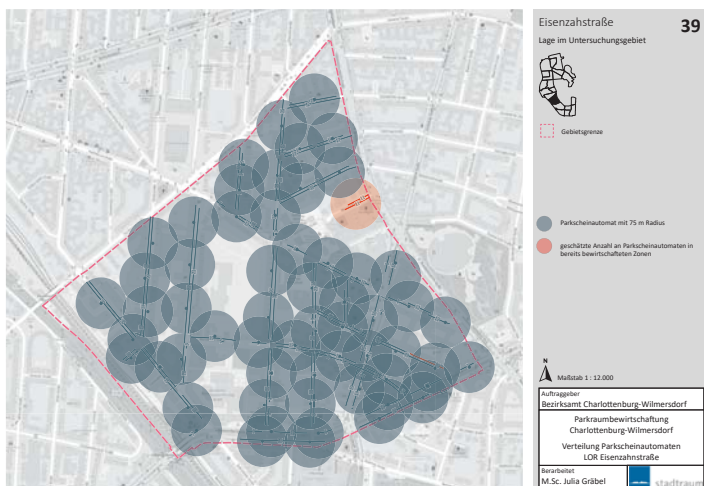 Eisenzahstraße
39
Lage im Untersuchungsgebiet
Gebietsgrenze
Parkscheinautomat mit 75 m Radius
geschätzte Anzahl an Parkscheinautomaten in
bereits bewirtschafteten Zonen
N
Maßstab 1 : 12.000
Auftraggeber
Bezirksamt Charlottenburg-Wilmersdorf
Parkraumbewirtschaftung
Charlottenburg-Wilmersdorf
Verteilung Parkscheinautomaten
LOR Eisenzahnstraße
Berarbeitet
M.Sc. Julia Gräbel
stadtraum